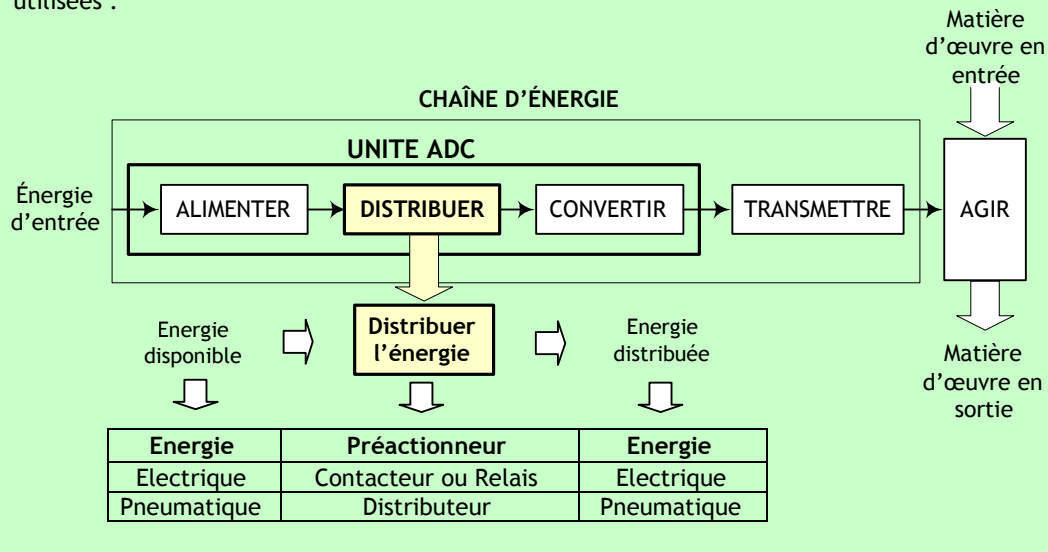 utilisées :
Matière
d’œuvre en
entrée
CHAÎNE D’ÉNERGIE
UNITE ADC
Énergie
d’entrée
ALIMENTER
DISTRIBUER
CONVERTIR
TRANSMETTRE
AGIR
Energie
disponible
Distribuer
l’énergie
Energie
distribuée
Matière
d’œuvre en
sortie
Energie Préactionneur Energie
Electrique Contacteur ou Relais Electrique
Pneumatique Distributeur Pneumatique